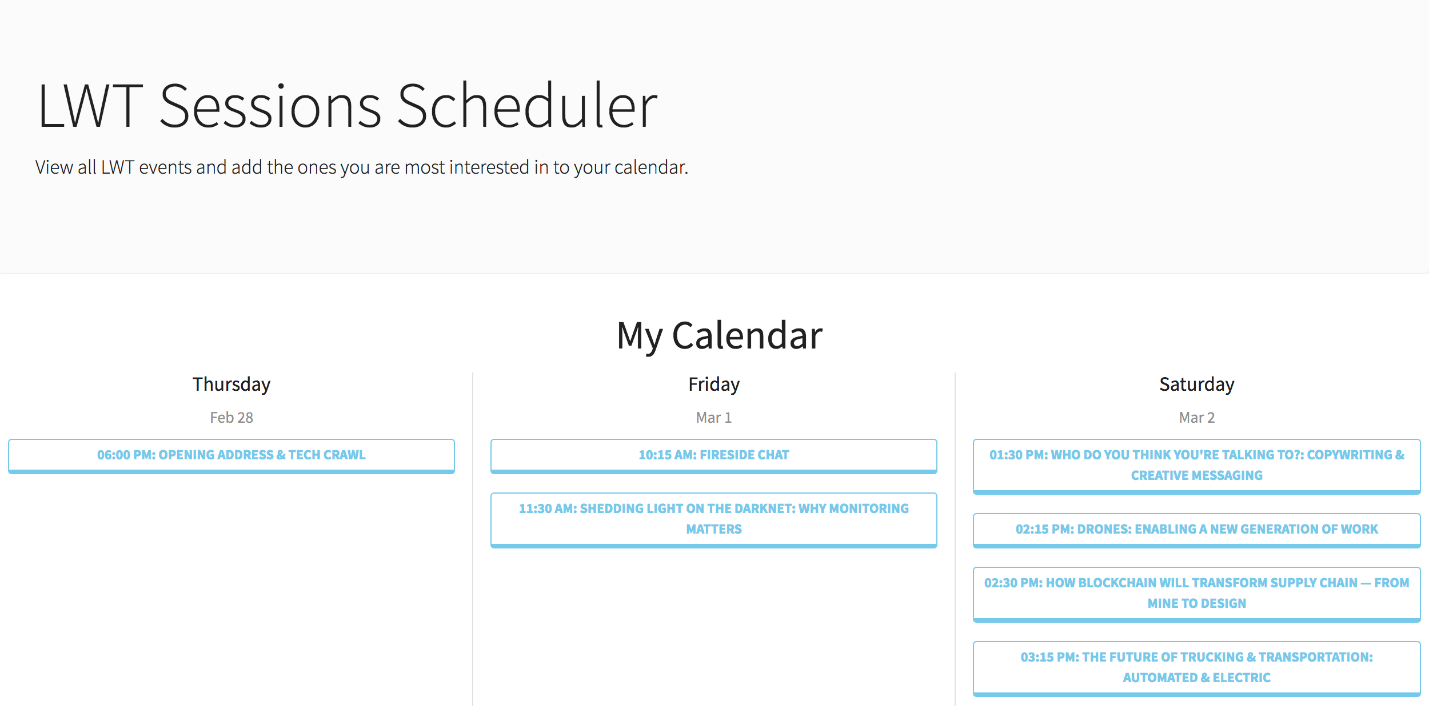 LWT Sessions Scheduler
View all LWT events and add the ones you are most interested in to your calendar.
My Calendar
Thursday
Feb 28
06:00 PM: OPENING ADDRESS & TECH CRAWL
Friday
Mar 1
10:15 AM: FIRESIDE CHAT
11:30 AM: SHEDDING LIGHT ON THE DARKNET: WHY MONITORING
MATTERS
Saturday
Mar 2
01:30 PM: WHO DO YOU THINK YOU'RE TALKING TO?: COPYWRITING &
CREATIVE MESSAGING
02:15 PM: DRONES: ENABLING A NEW GENERATION OF WORK
02:30 PM: HOW BLOCKCHAIN WILL TRANSFORM SUPPLY CHAIN — FROM
MINE TO DESIGN
03:15 PM: THE FUTURE OF TRUCKING & TRANSPORTATION:
AUTOMATED & ELECTRIC